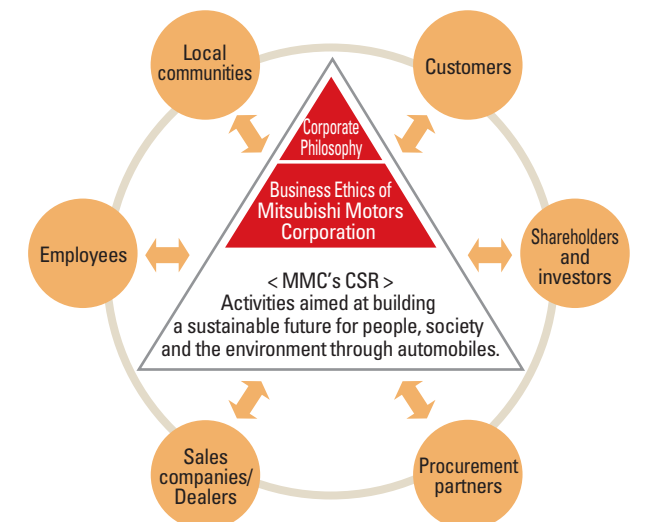 Local
communities
Customers
Corporate
Philosophy
Business Ethics of
Mitsubishi Motors
Corporation
Employees
Shareholders
and
investors
< MMC's CSR >
Activities aimed at building
a sustainable future for people, society
and the environment through automobiles.
Sales
companies/
Dealers
Procurement
partners